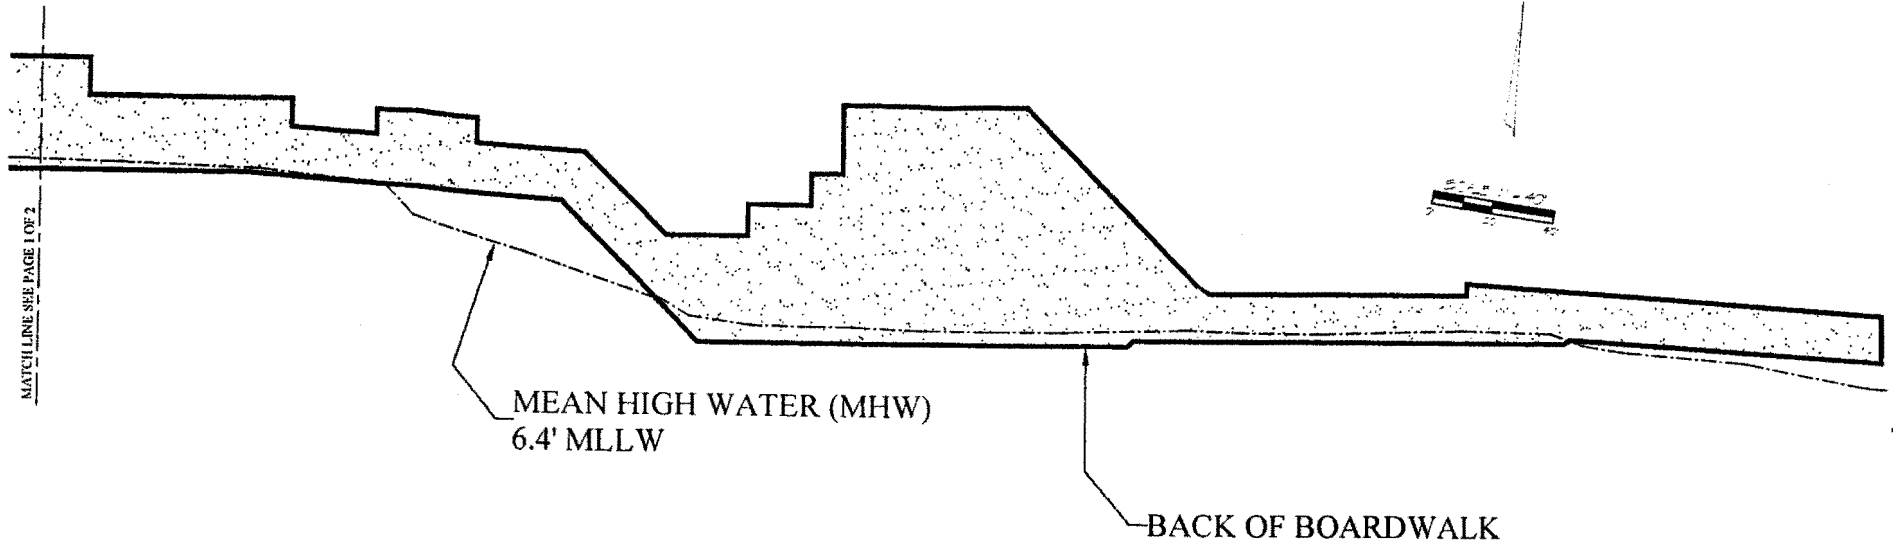 MATCH LINE SEE PAGE 1 OF 2
MEAN HIGH WATER (MHW)
6.4' MLLW
BACK OF BOARDWALK